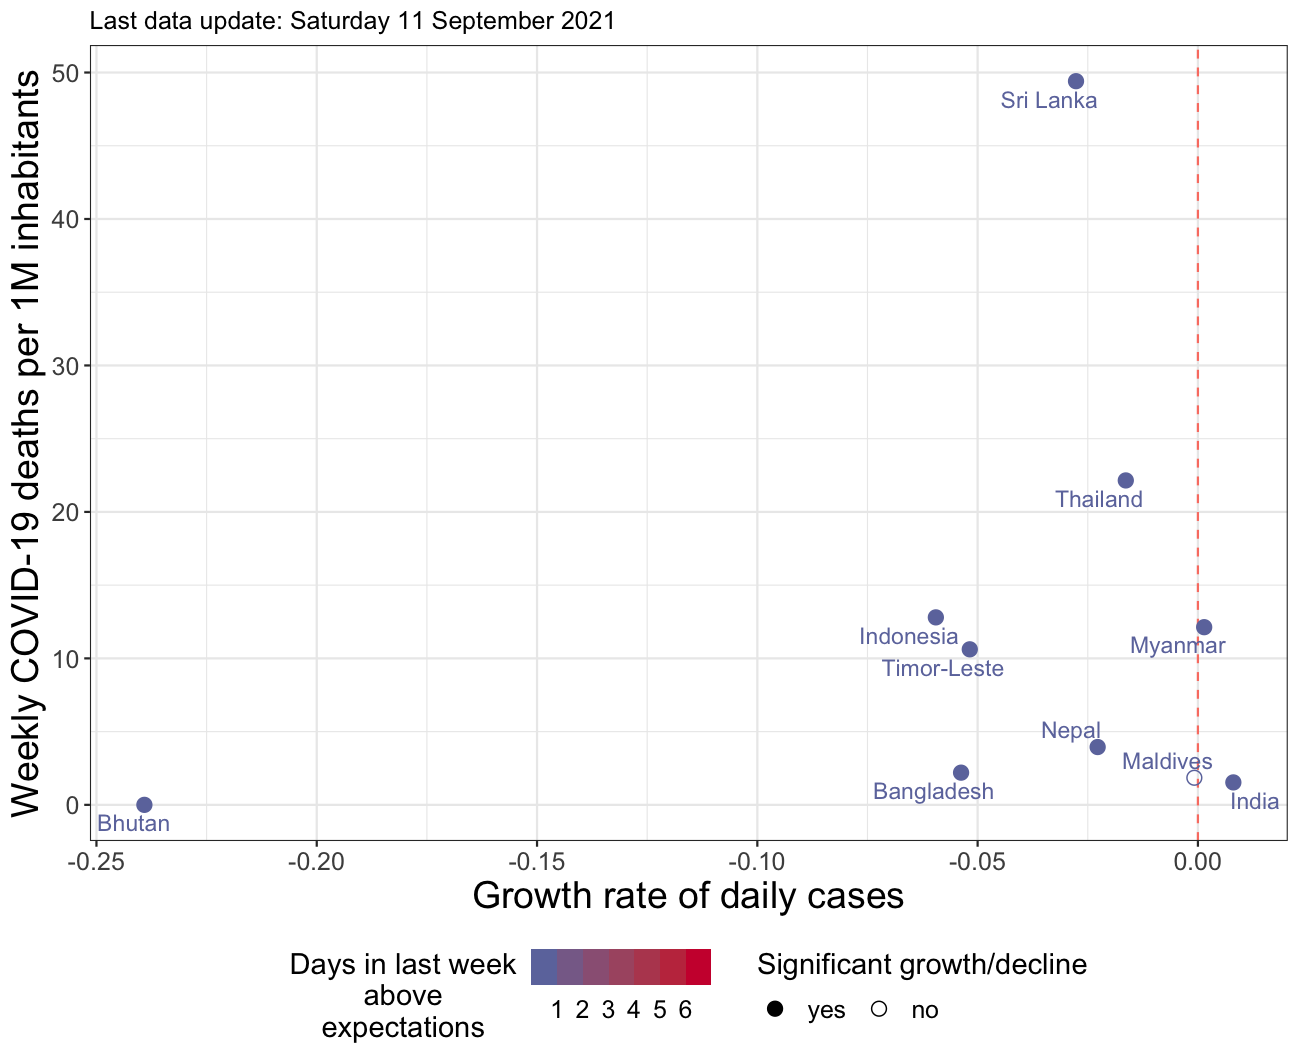 Last data update: Saturday 11 September 2021
Weekly COVID-19 deaths per 1M inhabitants
50
40
30
20
10
0
Sri Lanka
Thailand
Indonesia
Myanmar
Timor-Leste
Nepal
Maldives
Bangladesh
India
Bhutan
-0.25 -0.20 -0.15 -0.10 -0.05 0.00
Growth rate of daily cases
Days in last week
above
expectations
1 2 3 4 5 6
Significant growth/decline
yes no